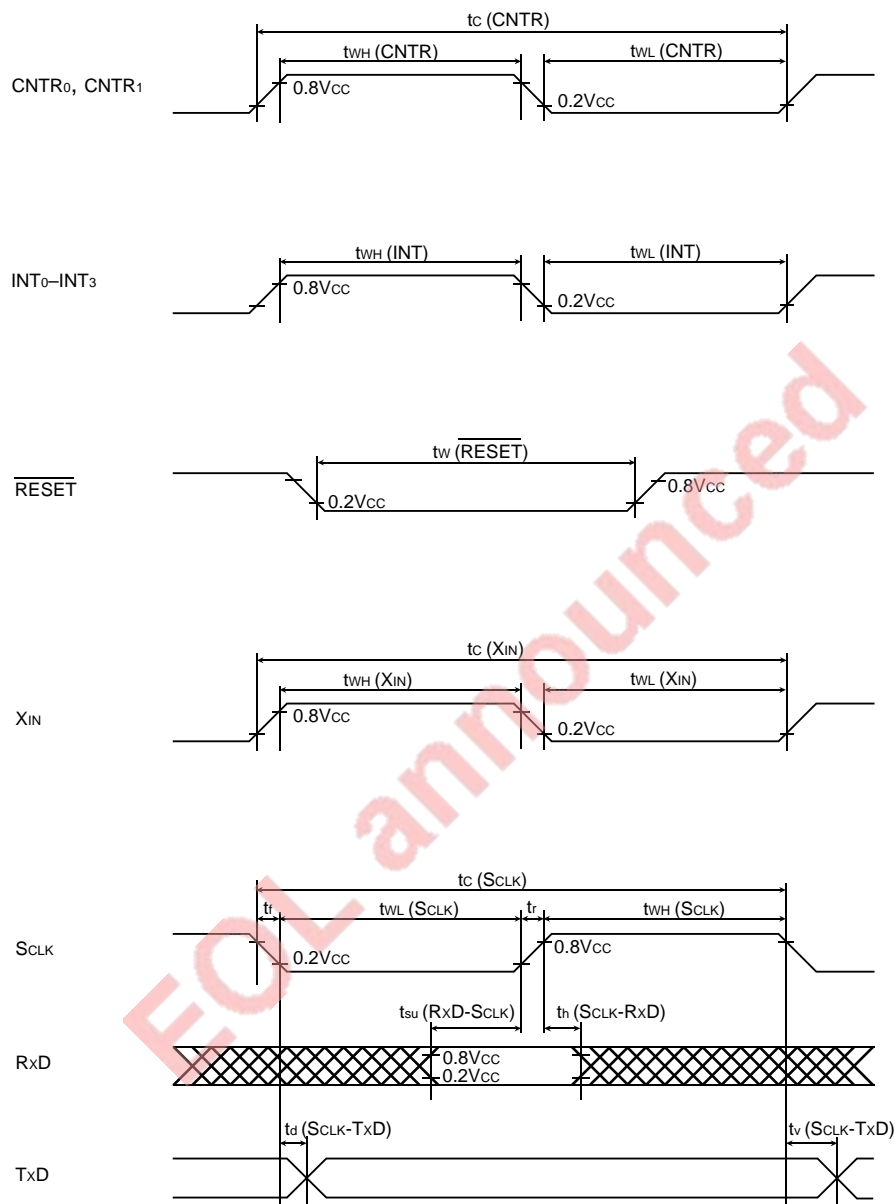 tC (CNTR)
tWH (CNTR) tWL (CNTR)
CNTR0, CNTR1
0.8VCC 0.2VCC
tWH (INT) tWL (INT)
INT0–INT3
0.8VCC 0.2VCC
tW (RESET)
RESET
0.2VCC 0.8VCC
tC (XIN)
tWH (XIN) tWL (XIN)
XIN
0.8VCC 0.2VCC
tC (SCLK)
tf tWL (SCLK) tr tWH (SCLK)
SCLK
0.2VCC 0.8VCC
tsu (RXD-SCLK) th (SCLK-RXD)
RXD
0.8VCC
0.2VCC
td (SCLK-TXD) tv (SCLK-TXD)
TXD
EOL announced